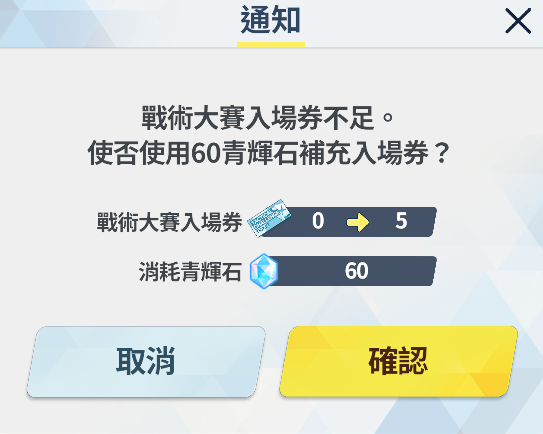 通知
戰術大賽入場券不足。
使否使用60青輝石補充入場券？
戰術大賽入場券 0 5
消耗青輝石 60
取消 確認